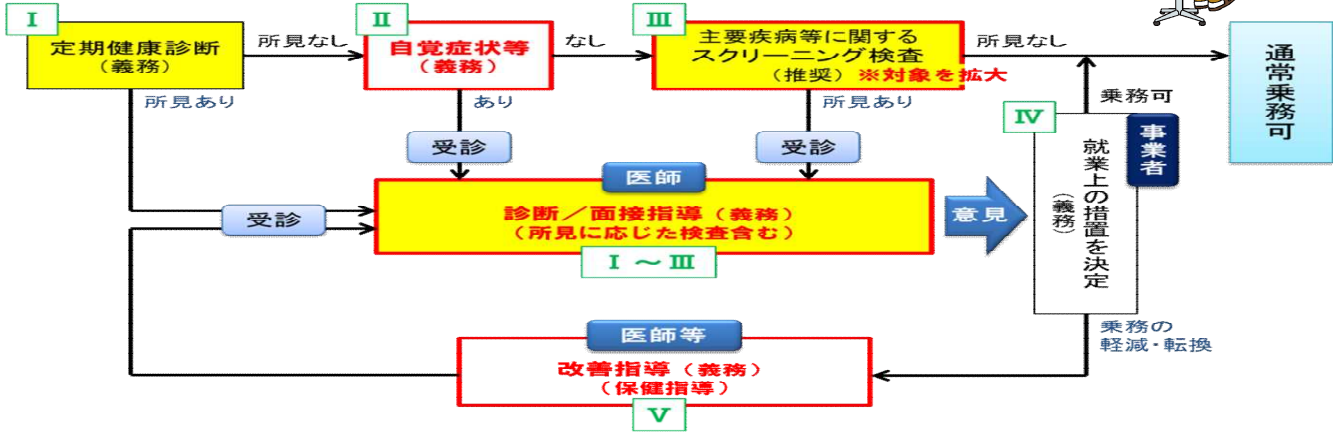 Ⅰ
定期健康診断
(義務)
所見なし
所見あり
Ⅱ
自覚症状等
(義務)
なし
あり
Ⅲ
主要疾病等に関する
スクリーニング検査
(推奨) ※対象を拡大
所見なし
所見あり
通常乗務可
乗務可
Ⅳ
事業者
就業上の措置を決定
(義務)
受診
受診
受診
医師
診断/面接指導(義務)
(所見に応じた検査含む)
Ⅰ~Ⅲ
意見
乗務の
軽減・転換
医師等
改善指導(義務)
(保健指導)
Ⅴ